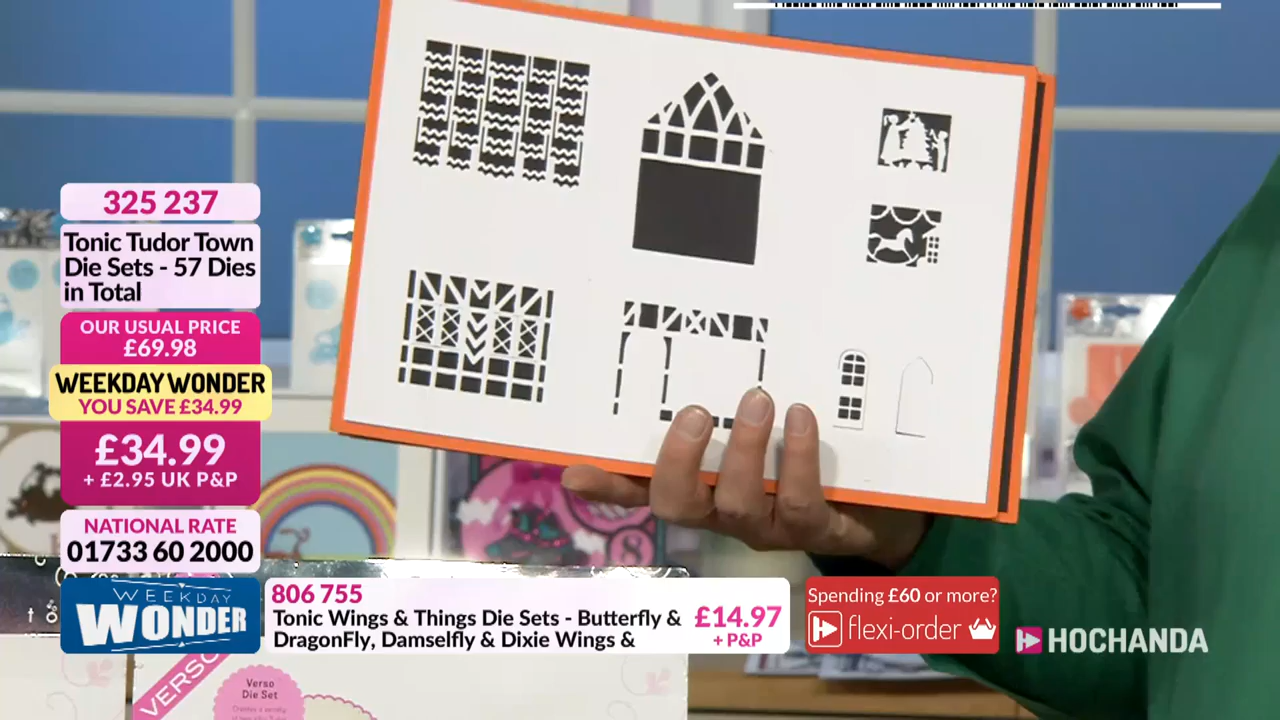 325 237
Tonic Tudor Town
Die Sets - 57 Dies
in Total
OUR USUAL PRICE
£69.98
WEEKDAY WONDER
YOU SAVE £34.99
£34.99
+ £2.95 UK P&P
NATIONAL RATE
01733 60 2000
WEEKDAY
WONDER
806 755
Tonic Wings & Things Die Sets - Butterfly &
DragonFly, Damselfly & Dixie Wings &
£14.97
+ P&P
Spending £60 or more?
flexi-order
HOCHANDA
VERSO
Verso
Die Set
8